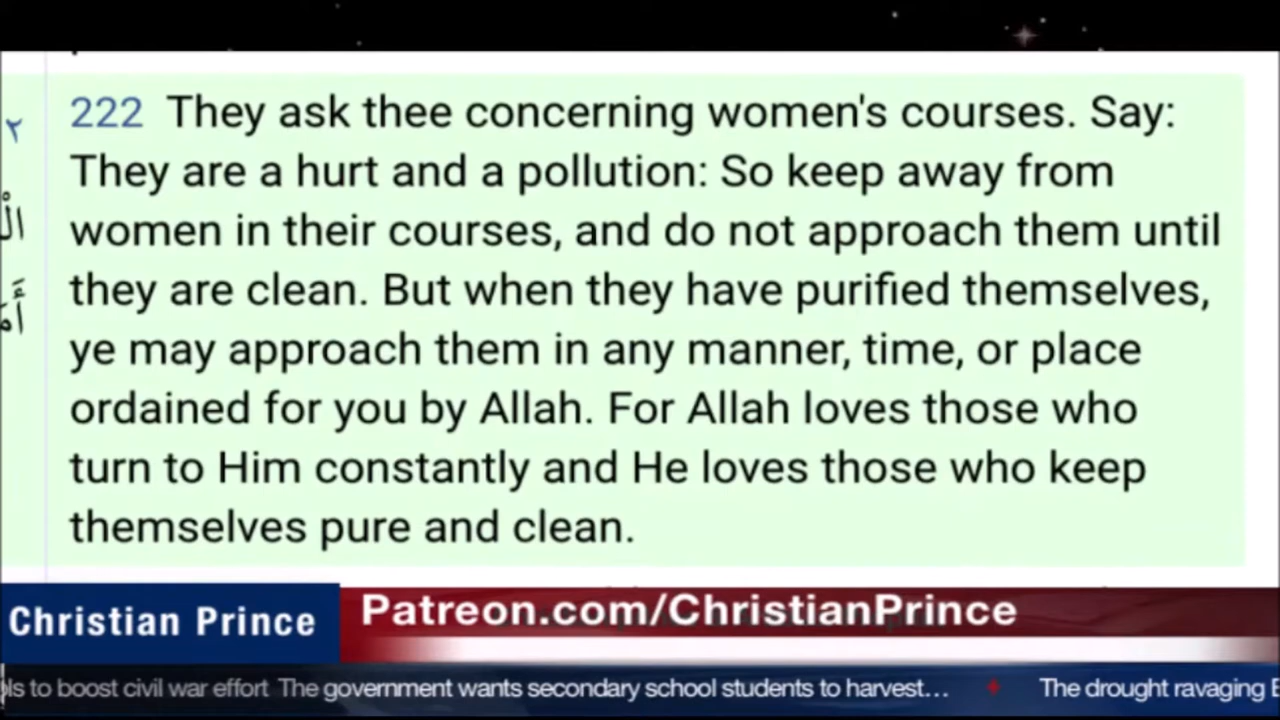 222 They ask thee concerning women's courses. Say:
They are a hurt and a pollution: So keep away from
women in their courses, and do not approach them until
they are clean. But when they have purified themselves,
ye may approach them in any manner, time, or place
ordained for you by Allah. For Allah loves those who
turn to Him constantly and He loves those who keep
themselves pure and clean.
Christian Prince
Patreon.com/ChristianPrince
to boost civil war effort The government wants secondary school students to harvest... The drought ravaging